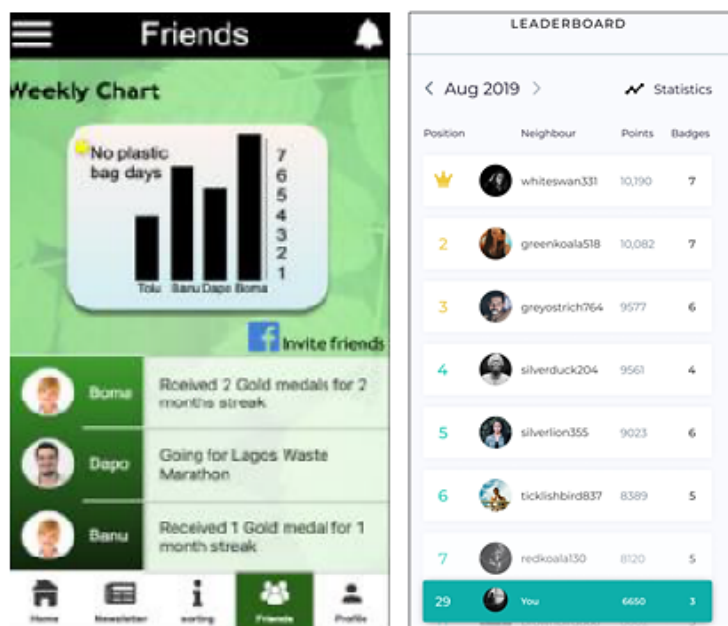 Friends
Weekly Chart
No plastic
bag days
7
6
5
4
3
2
1
Tolu Banu Dapo Boma
f Invite friends
Boma
Rceived 2 Gold medals for 2
months streak
Dapo
Going for Lagos Waste
Marathon
Banu
Received 1 Gold medal for 1
month streak
Home Newsletter sorting Friends Profile
LEADERBOARD
< Aug 2019 > Statistics
Position Neighbour Points Badges
whiteswan331 10,190 7
2 greenkoala518 10,082 7
3 greyostrich764 9577 6
4 silverduck204 9561 4
5 silverlion355 9023 6
6 ticklishbird837 8389 5
7 redkoala130 8120 5
29 You 6650 3